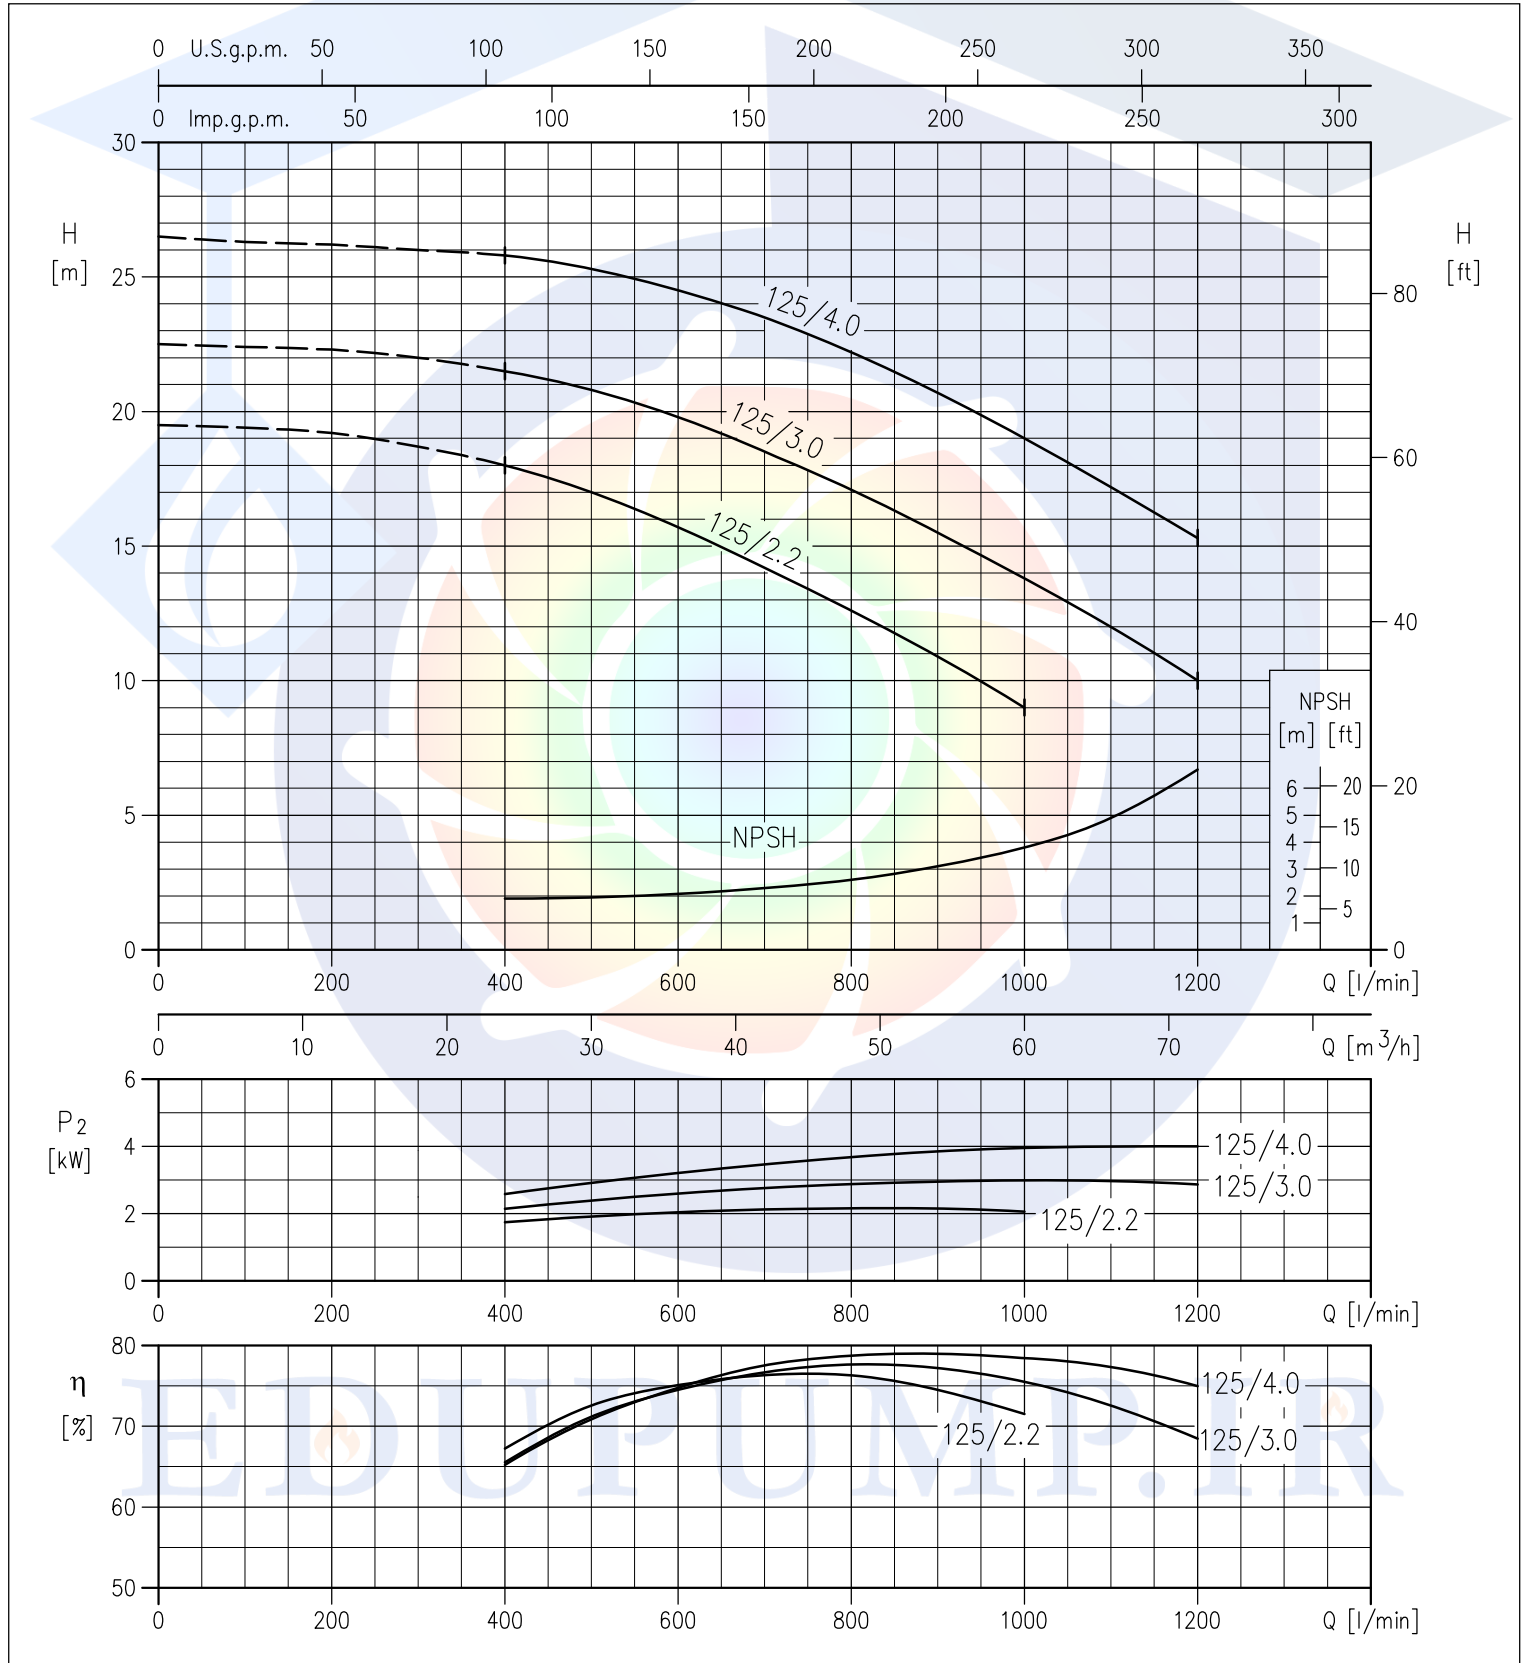 0 U.S.g.p.m. 50 100 150 200 250 300 350
0 Imp.g.p.m. 50 100 150 200 250 300
30
H
[m]
25
20
15
10
5
0
H
[ft]
80
60
40
20
0
125/4.0
125/3.0
125/2.2
NPSH
NPSH
[m] [ft]
6 20
5
15
4
3 10
2
5
1
0 200 400 600 800 1000 1200 Q [l/min]
0 10 20 30 40 50 60 70 Q [m³/h]
6
P₂
[kW]
4
2
0
125/4.0
125/3.0
125/2.2
0 200 400 600 800 1000 1200 Q [l/min]
80
η
[%]
70
60
50
125/4.0
125/2.2
125/3.0
EDUPUMP.IR
0 200 400 600 800 1000 1200 Q [l/min]